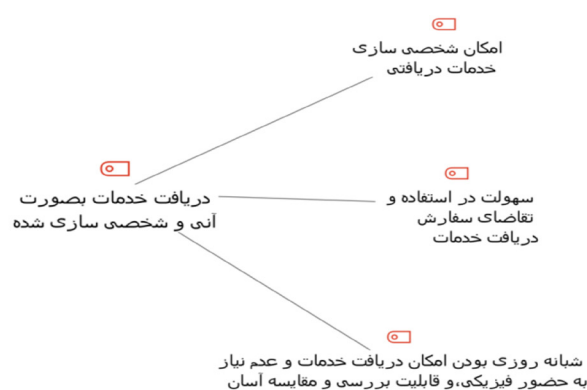 امکان شخصی سازی
خدمات دریافتی
دریافت خدمات بصورت
آنی و شخصی سازی شده
سهولت در استفاده و
تقاضای سفارش
دریافت خدمات
شبانه روزی بودن امکان دریافت خدمات و عدم نیاز
به حضور فیزیکی،و قابلیت بررسی و مقایسه آسان